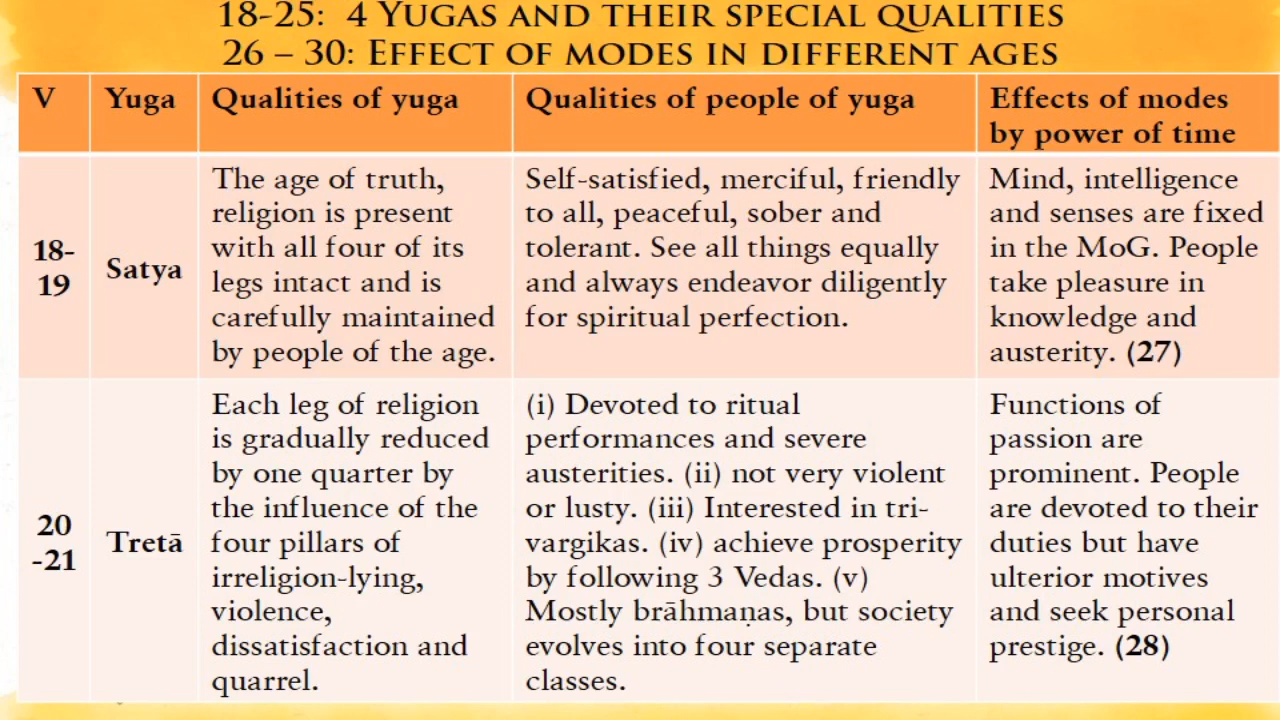 18-25: 4 YUGAS AND THEIR SPECIAL QUALITIES
26 – 30: EFFECT OF MODES IN DIFFERENT AGES
V
Yuga
Qualities of yuga
Qualities of people of yuga
Effects of modes
by power of time
18-
19
Satya
The age of truth,
religion is present
with all four of its
legs intact and is
carefully maintained
by people of the age.
Self-satisfied, merciful, friendly
to all, peaceful, sober and
tolerant. See all things equally
and always endeavor diligently
for spiritual perfection.
Mind, intelligence
and senses are fixed
in the MoG. People
take pleasure in
knowledge and
austerity. (27)
20
-21
Tretā
Each leg of religion
is gradually reduced
by one quarter by
the influence of the
four pillars of
irreligion-lying,
violence,
dissatisfaction and
quarrel.
(i) Devoted to ritual
performances and severe
austerities. (ii) not very violent
or lusty. (iii) Interested in tri-
vargikas. (iv) achieve prosperity
by following 3 Vedas. (v)
Mostly brāhmaṇas, but society
evolves into four separate
classes.
Functions of
passion are
prominent. People
are devoted to their
duties but have
ulterior motives
and seek personal
prestige. (28)